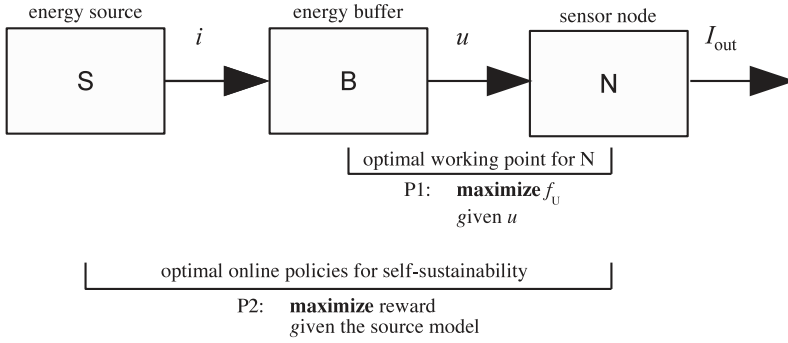 energy source
energy buffer
sensor node
i
u
I_out
S
B
N
optimal working point for N
P1: maximize f_U
given u
optimal online policies for self-sustainability
P2: maximize reward
given the source model